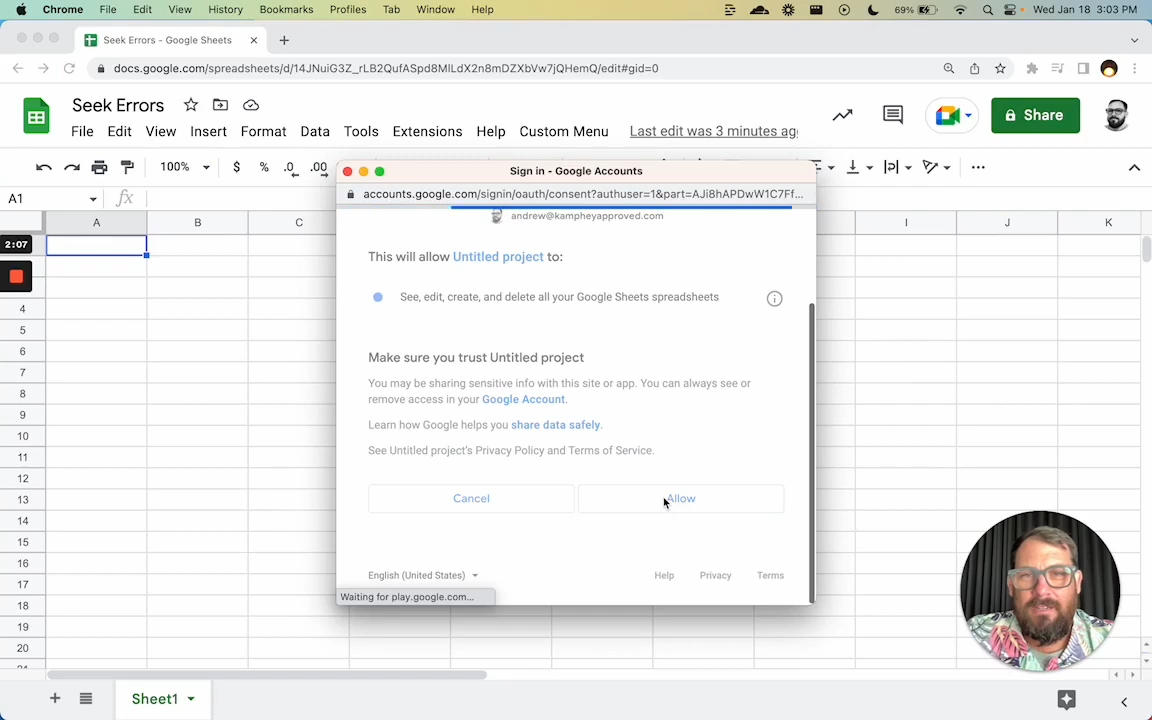 Chrome File Edit View History Bookmarks Profiles Tab Window Help 69% Wed Jan 18 3:03 PM
Seek Errors - Google Sheets
docs.google.com/spreadsheets/d/14JNuiG3Z_rLB2QufASpd8MlLdX2n8mDZXbVw7jQHemQ/edit#gid=0
Seek Errors
File Edit View Insert Format Data Tools Extensions Help Custom Menu Last edit was 3 minutes ag
Share
100% $ % .0 .00
A1 fx
Sign in - Google Accounts
accounts.google.com/signin/oauth/consent?authuser=1&part=AJi8hAPDwW1C7Ff...
A B C I J K
andrew@kampheyapproved.com
2:07
This will allow Untitled project to:
See, edit, create, and delete all your Google Sheets spreadsheets
Make sure you trust Untitled project
You may be sharing sensitive info with this site or app. You can always see or
remove access in your Google Account.
Learn how Google helps you share data safely.
See Untitled project's Privacy Policy and Terms of Service.
Cancel Allow
English (United States) Help Privacy Terms
Waiting for play.google.com...
4
5
6
7
8
9
10
11
12
13
14
15
16
17
18
19
20
Sheet1